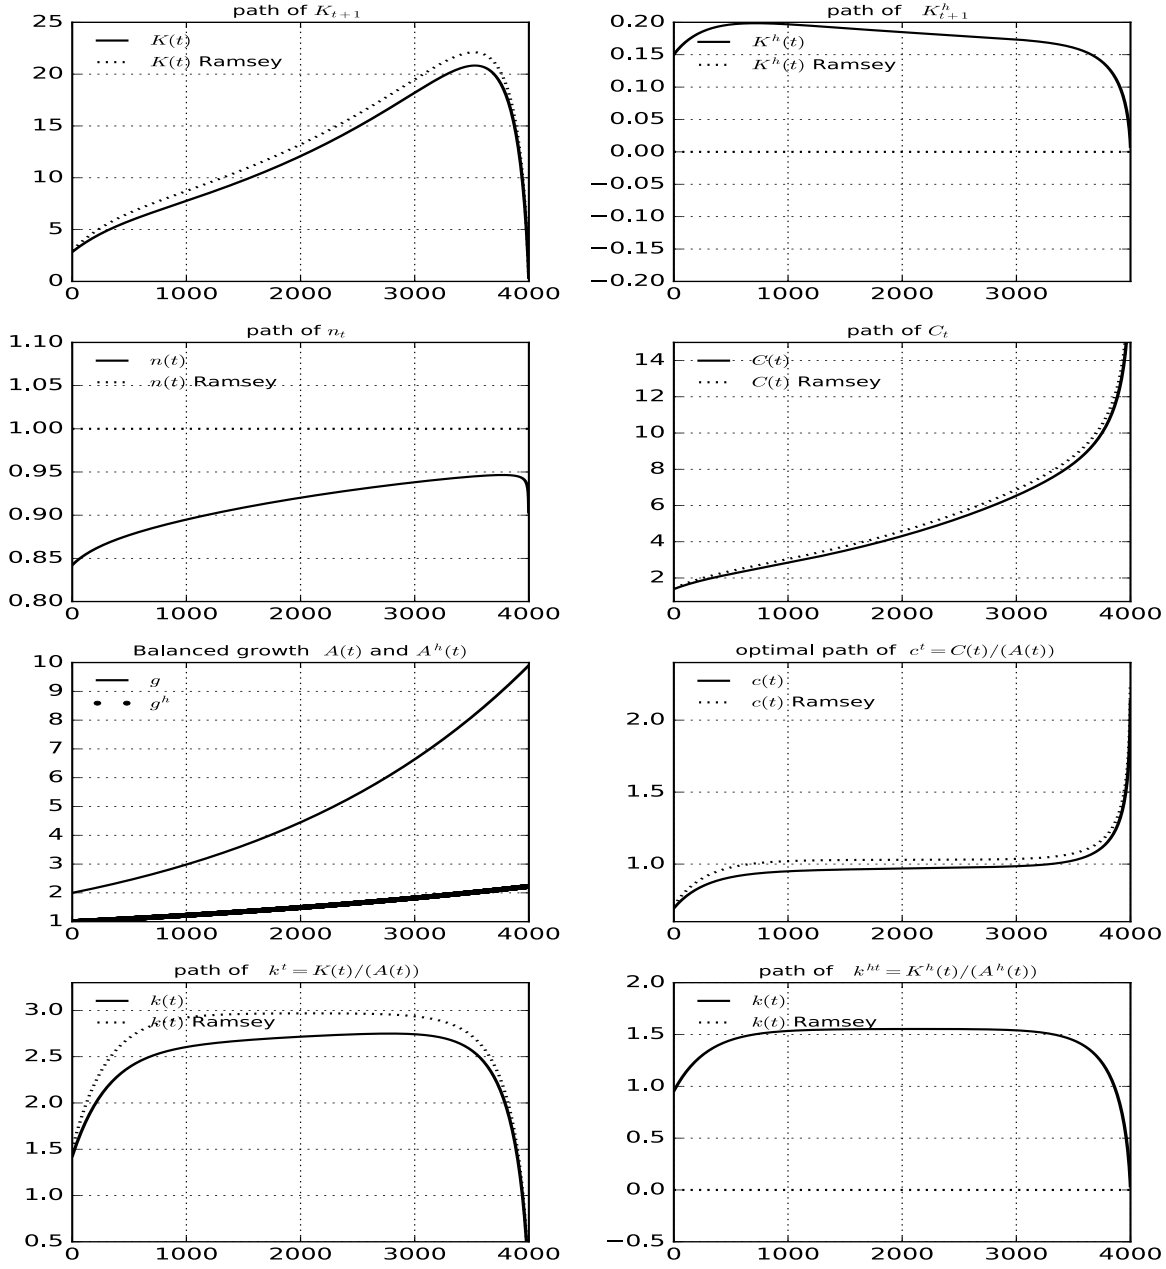 path of K_{t+1}
25
20
15
10
5
0
K(t)
K(t) Ramsey
0 1000 2000 3000 4000
path of K^h_{t+1}
0.20
0.15
0.10
0.05
0.00
−0.05
−0.10
−0.15
−0.20
K^h(t)
K^h(t) Ramsey
0 1000 2000 3000 4000
path of n_t
1.10
1.05
1.00
0.95
0.90
0.85
0.80
n(t)
n(t) Ramsey
0 1000 2000 3000 4000
path of C_t
14
12
10
8
6
4
2
C(t)
C(t) Ramsey
0 1000 2000 3000 4000
Balanced growth A(t) and A^h(t)
10
9
8
7
6
5
4
3
2
1
g
g^h
0 1000 2000 3000 4000
optimal path of c^t = C(t)/(A(t))
2.0
1.5
1.0
c(t)
c(t) Ramsey
0 1000 2000 3000 4000
path of k^t = K(t)/(A(t))
3.0
2.5
2.0
1.5
1.0
0.5
k(t)
k(t) Ramsey
0 1000 2000 3000 4000
path of k^{ht} = K^h(t)/(A^h(t))
2.0
1.5
1.0
0.5
0.0
−0.5
k(t)
k(t) Ramsey
0 1000 2000 3000 4000